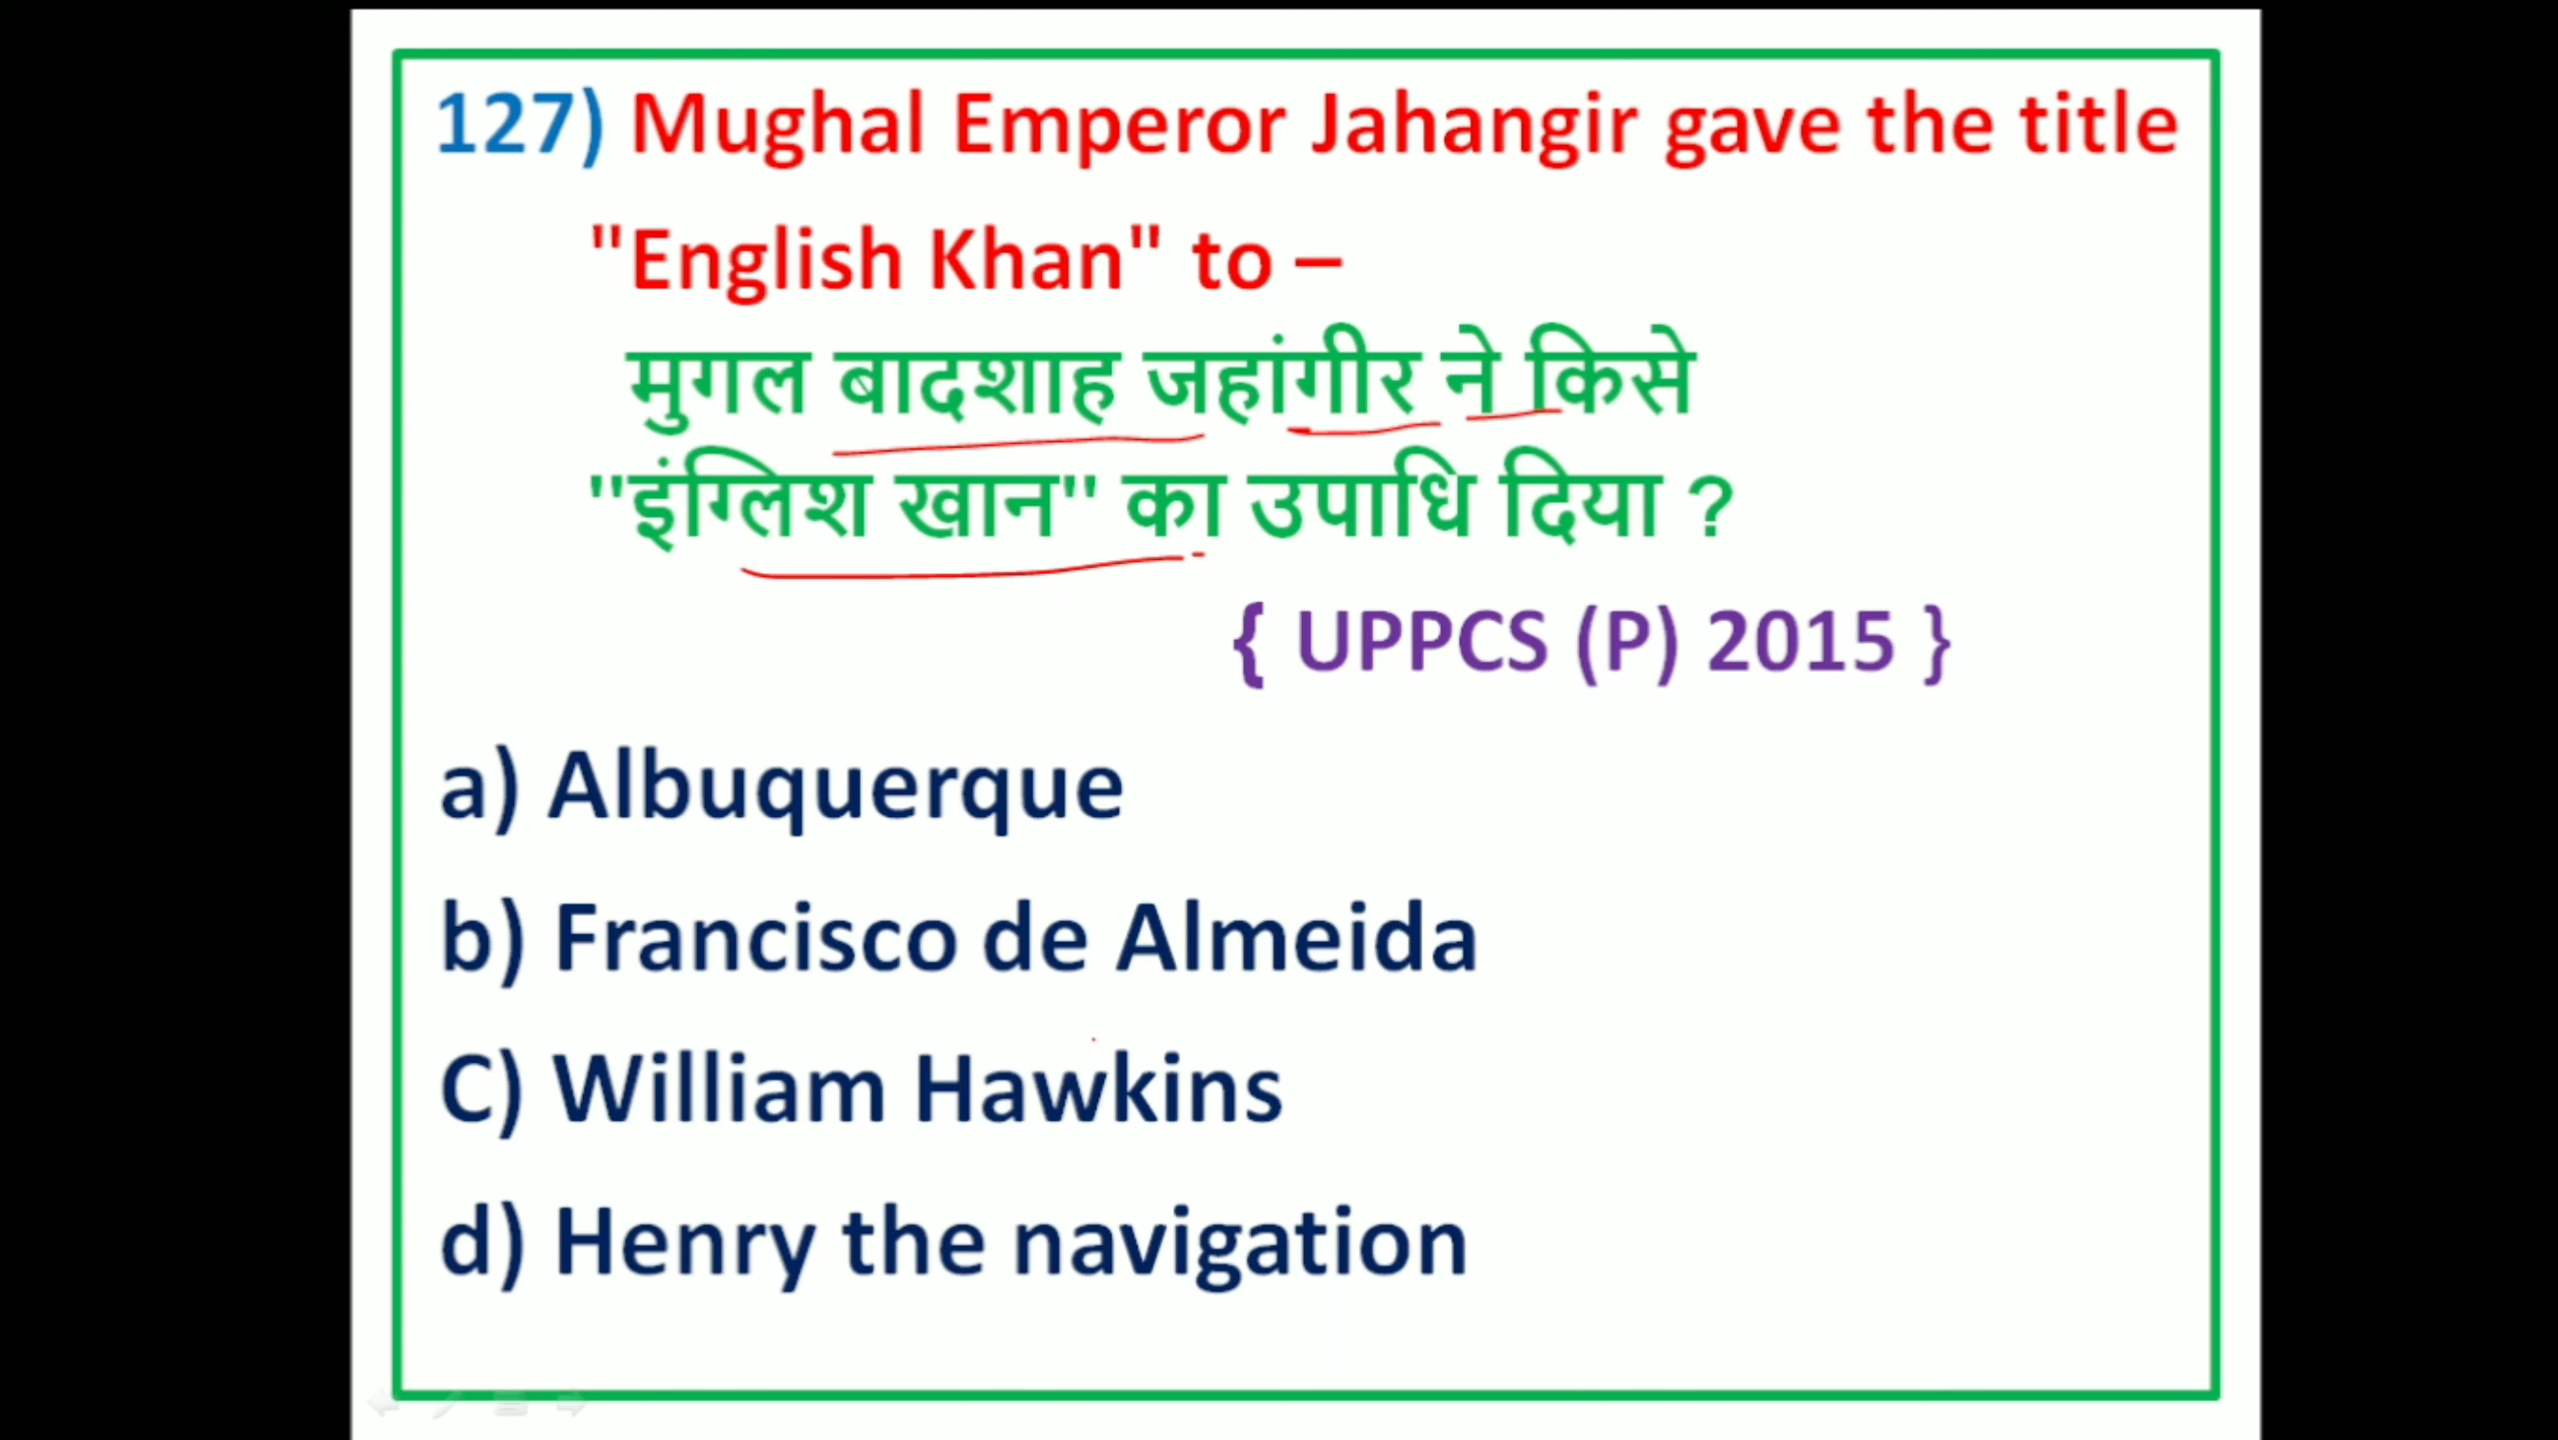 127) Mughal Emperor Jahangir gave the title
"English Khan" to –
मुगल बादशाह जहांगीर ने किसे
"इंग्लिश खान" का उपाधि दिया ?
{ UPPCS (P) 2015 }
a) Albuquerque
b) Francisco de Almeida
C) William Hawkins
d) Henry the navigation